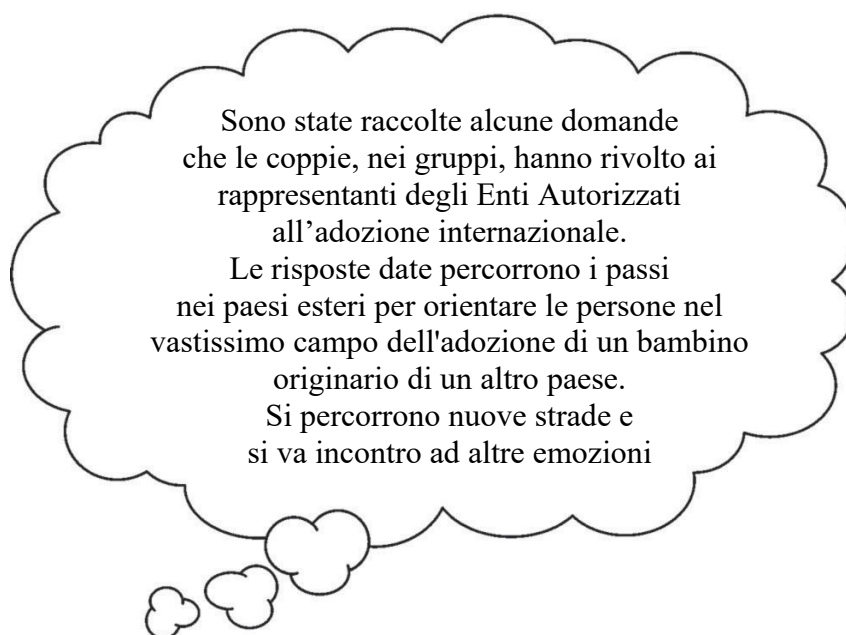 Sono state raccolte alcune domande
che le coppie, nei gruppi, hanno rivolto ai
rappresentanti degli Enti Autorizzati
all’adozione internazionale.
Le risposte date percorrono i passi
nei paesi esteri per orientare le persone nel
vastissimo campo dell'adozione di un bambino
originario di un altro paese.
Si percorrono nuove strade e
si va incontro ad altre emozioni